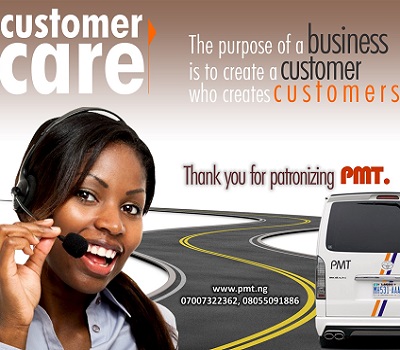 customer
care
The purpose of a business
is to create a customer
who creates customers
Thank you for patronizing PMT.
PMT
www.pmt.ng
07007322362, 08055091886